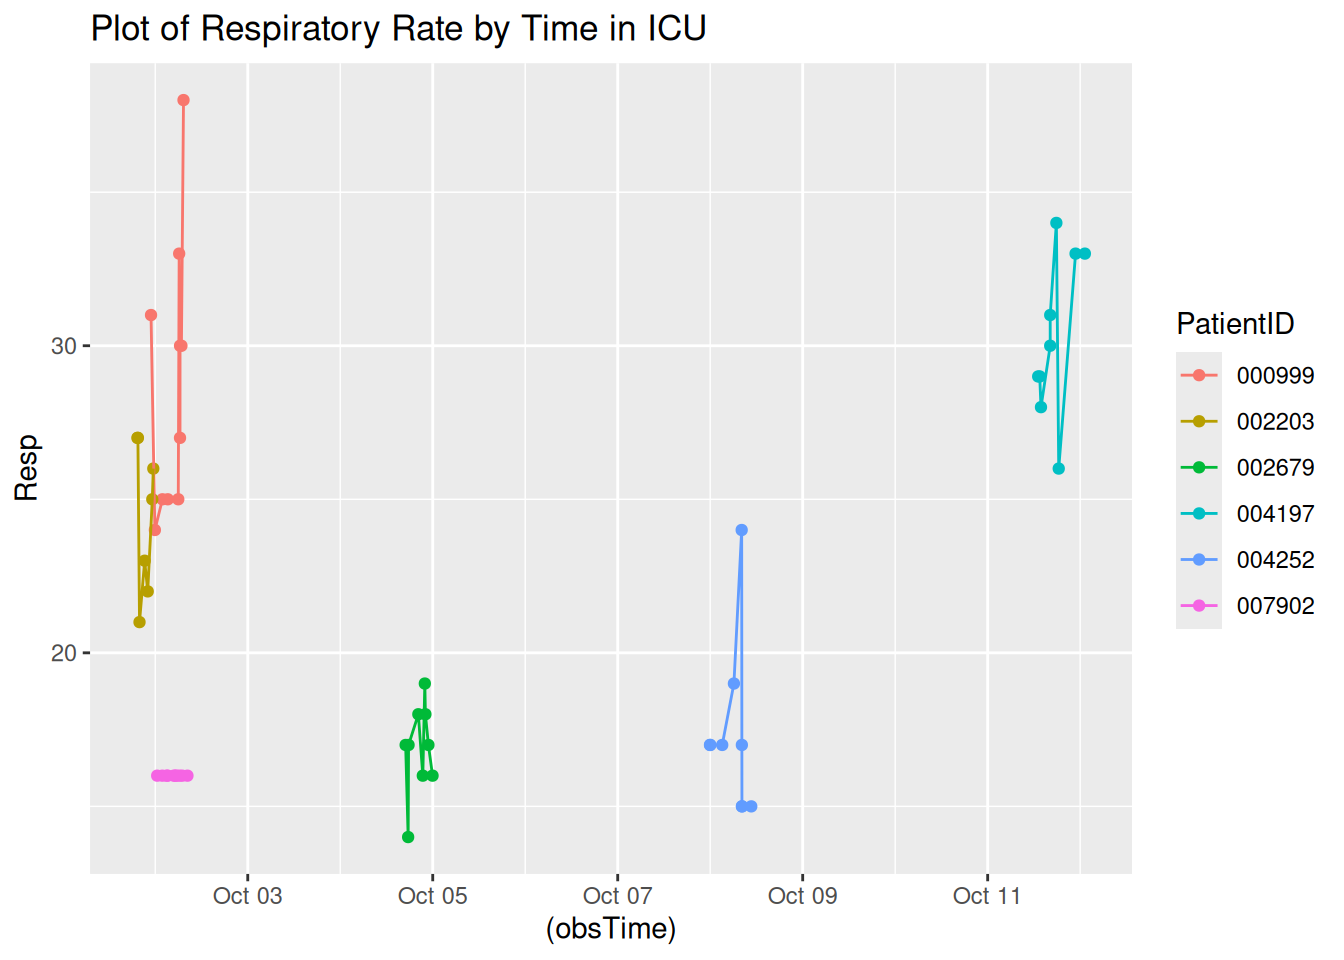 Plot of Respiratory Rate by Time in ICU
Resp
30
20
Oct 03
Oct 05
Oct 07
Oct 09
Oct 11
(obsTime)
PatientID
000999
002203
002679
004197
004252
007902